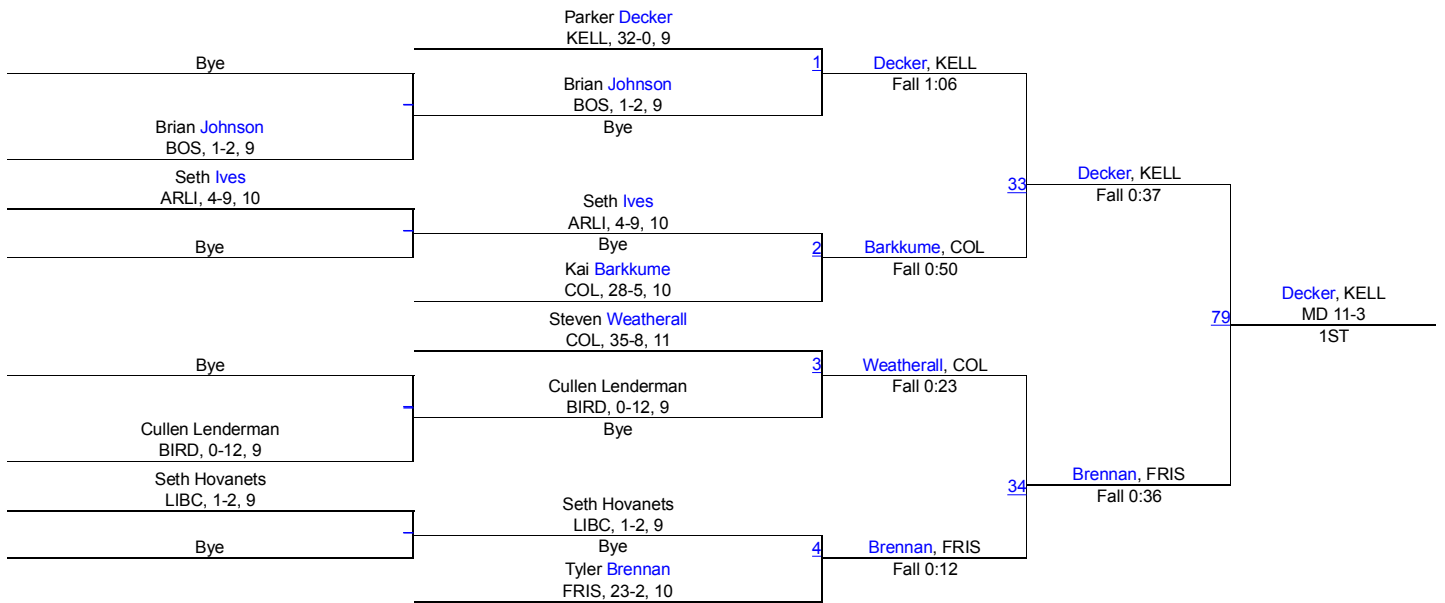 Bye
Brian Johnson
BOS, 1-2, 9
Seth Ives
ARLI, 4-9, 10
Bye
Bye
Cullen Lenderman
BIRD, 0-12, 9
Seth Hovanets
LIBC, 1-2, 9
Bye
Parker Decker
KELL, 32-0, 9
Brian Johnson
BOS, 1-2, 9
Bye
Seth Ives
ARLI, 4-9, 10
Bye
Kai Barkkume
COL, 28-5, 10
Steven Weatherall
COL, 35-8, 11
Cullen Lenderman
BIRD, 0-12, 9
Bye
Seth Hovanets
LIBC, 1-2, 9
Bye
Tyler Brennan
FRIS, 23-2, 10
1
Decker, KELL
Fall 1:06
2
Barkkume, COL
Fall 0:50
3
Weatherall, COL
Fall 0:23
4
Brennan, FRIS
Fall 0:12
33
Decker, KELL
Fall 0:37
34
Brennan, FRIS
Fall 0:36
79
Decker, KELL
MD 11-3
1ST